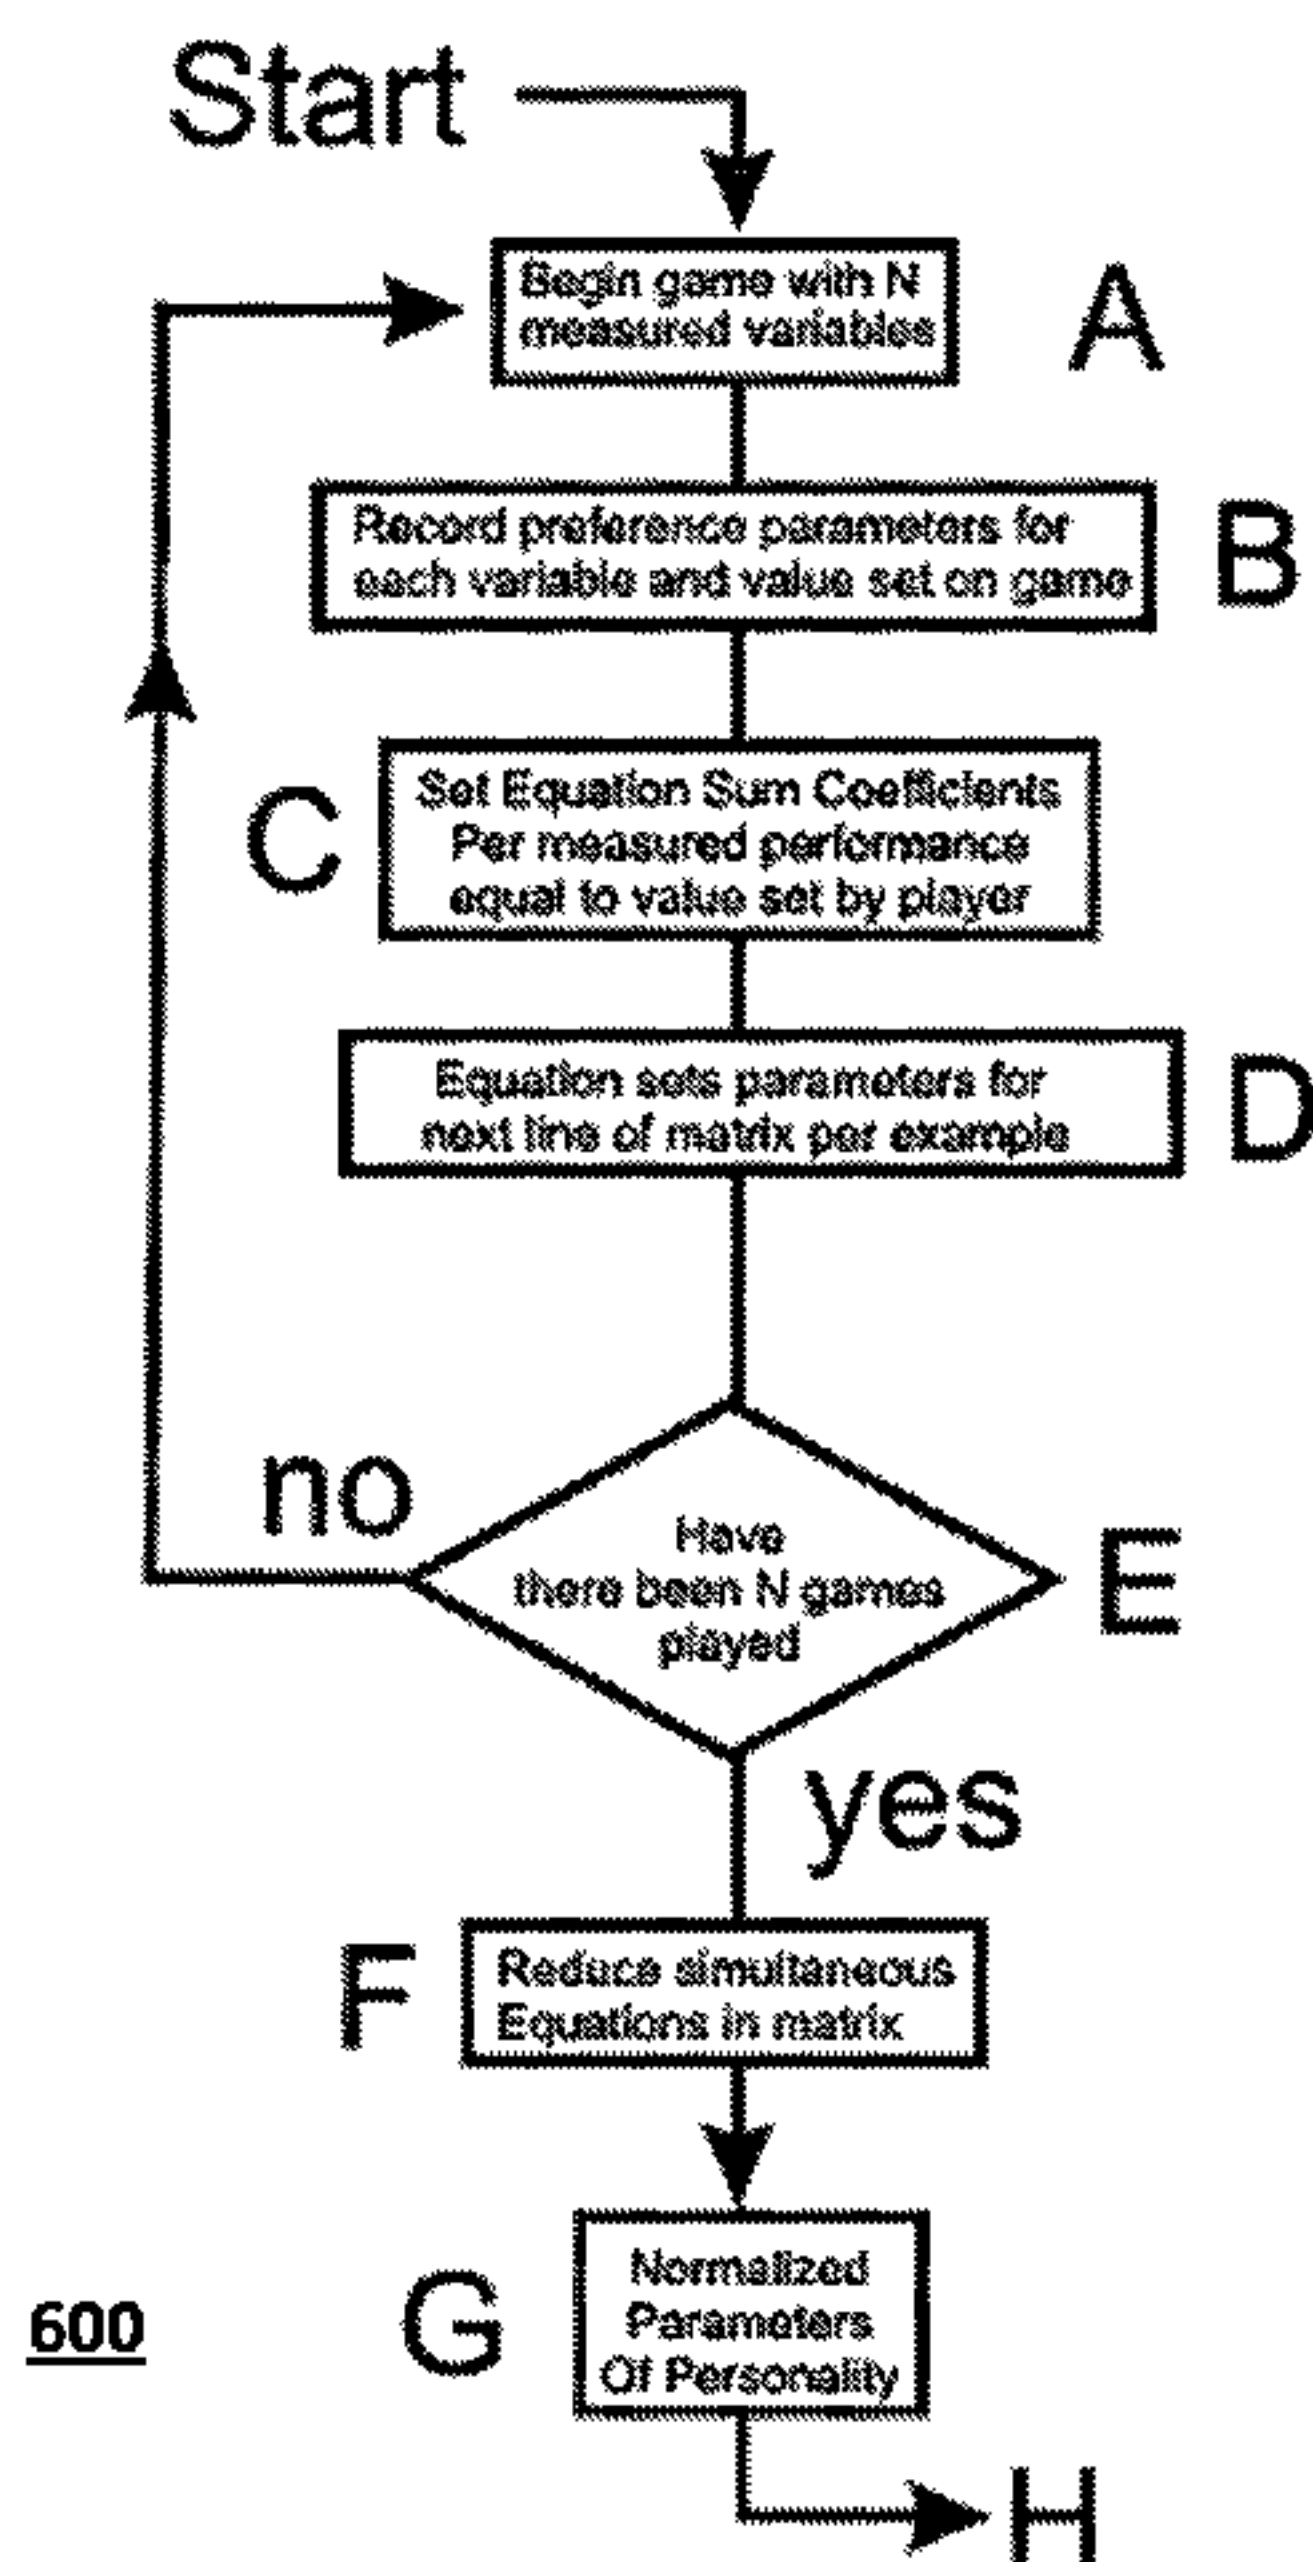 Start
Begin game with N
measured variables
A
Record preference parameters for
each variable and value set on game
B
C
Set Equation Sum Coefficients
Per measured performance
equal to value set by player
Equation sets parameters for
next line of matrix per example
D
no
Have
there been N games
played
E
yes
F
Reduce simultaneous
Equations in matrix
G
Normalized
Parameters
Of Personality
600
H